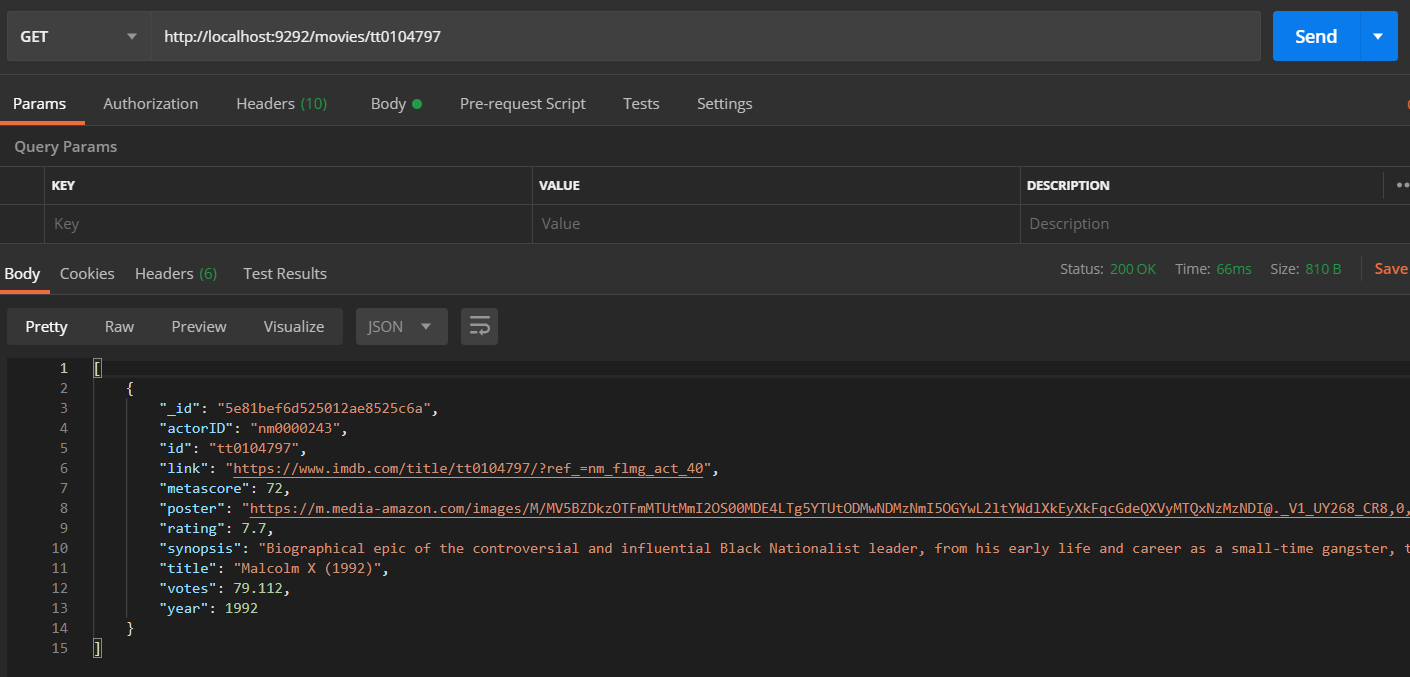 GET http://localhost:9292/movies/tt0104797 Send
Params Authorization Headers (10) Body Pre-request Script Tests Settings
Query Params
KEY VALUE DESCRIPTION
Key Value Description
Body Cookies Headers (6) Test Results Status: 200 OK Time: 66ms Size: 810 B Save
Pretty Raw Preview Visualize JSON
1 [
2 {
3 "_id": "5e81bef6d525012ae8525c6a",
4 "actorID": "nm0000243",
5 "id": "tt0104797",
6 "link": "https://www.imdb.com/title/tt0104797/?ref_=nm_flmg_act_40",
7 "metascore": 72,
8 "poster": "https://m.media-amazon.com/images/M/MV5BZDkzOTFmMTUtMmI2OS00MDE4LTg5YTUtODMwNDMzNmI5OGYwL2ltYWdlXkEyXkFqcGdeQXVyMTQxNzMzNDI@._V1_UY268_CR8,0,
9 "rating": 7.7,
10 "synopsis": "Biographical epic of the controversial and influential Black Nationalist leader, from his early life and career as a small-time gangster, t
11 "title": "Malcolm X (1992)",
12 "votes": 79.112,
13 "year": 1992
14 }
15 ]